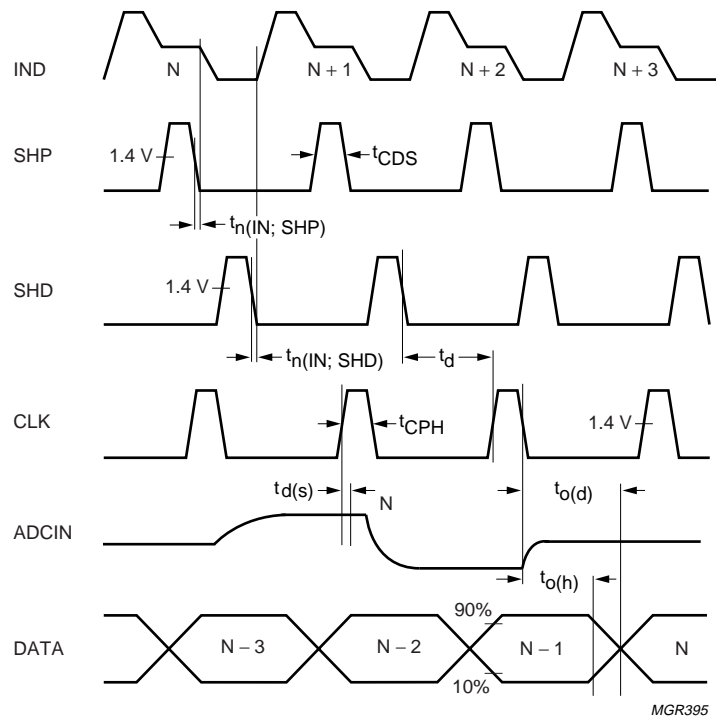 IND
N
N + 1
N + 2
N + 3
SHP
1.4 V
tCDS
tn(IN; SHP)
SHD
1.4 V
tn(IN; SHD)
td
CLK
tCPH
1.4 V
td(s)
N
to(d)
ADCIN
to(h)
90%
DATA
N − 3
N − 2
N − 1
N
10%
MGR395